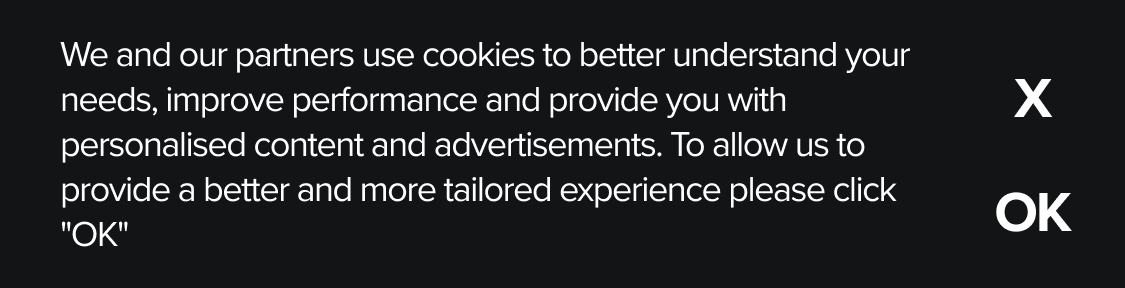 We and our partners use cookies to better understand your
needs, improve performance and provide you with
personalised content and advertisements. To allow us to
provide a better and more tailored experience please click
"OK"
X
OK